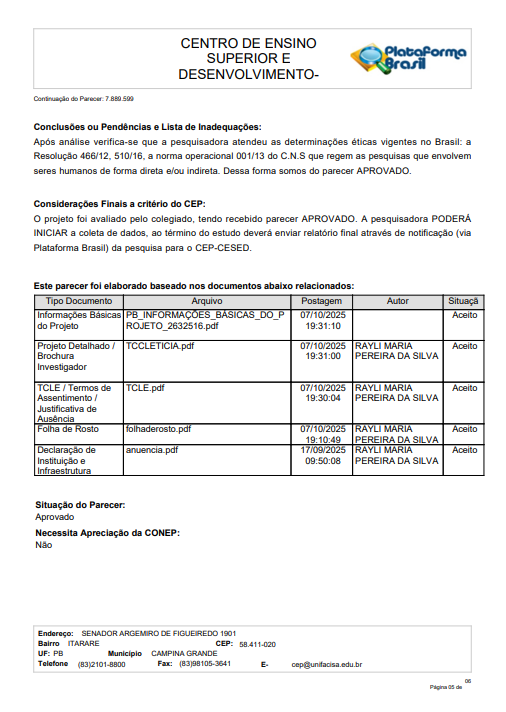 CENTRO DE ENSINO
SUPERIOR E
DESENVOLVIMENTO-
Plataforma
Brasil
Continuação do Parecer: 7.889.599
Conclusões ou Pendências e Lista de Inadequações:
Após análise verifica-se que a pesquisadora atendeu as determinações éticas vigentes no Brasil: a
Resolução 466/12, 510/16, a norma operacional 001/13 do C.N.S que regem as pesquisas que envolvem
seres humanos de forma direta e/ou indireta. Dessa forma somos do parecer APROVADO.
Considerações Finais a critério do CEP:
O projeto foi avaliado pelo colegiado, tendo recebido parecer APROVADO. A pesquisadora PODERÁ
INICIAR a coleta de dados, ao término do estudo deverá enviar relatório final através de notificação (via
Plataforma Brasil) da pesquisa para o CEP-CESED.
Este parecer foi elaborado baseado nos documentos abaixo relacionados:
Tipo Documento Arquivo Postagem Autor Situaçã
Informações Básicas PB_INFORMAÇÕES_BÁSICAS_DO_P 07/10/2025 Aceito
do Projeto ROJETO_2632516.pdf 19:31:10
Projeto Detalhado / TCCLETICIA.pdf 07/10/2025 RAYLI MARIA Aceito
Brochura 19:31:00 PEREIRA DA SILVA
Investigador
TCLE / Termos de TCLE.pdf 07/10/2025 RAYLI MARIA Aceito
Assentimento / 19:30:04 PEREIRA DA SILVA
Justificativa de
Ausência
Folha de Rosto folhaderosto.pdf 07/10/2025 RAYLI MARIA Aceito
19:10:49 PEREIRA DA SILVA
Declaração de anuencia.pdf 17/09/2025 RAYLI MARIA Aceito
Instituição e 09:50:08 PEREIRA DA SILVA
Infraestrutura
Situação do Parecer:
Aprovado
Necessita Apreciação da CONEP:
Não
Endereço: SENADOR ARGEMIRO DE FIGUEIREDO 1901
Bairro ITARARE CEP: 58.411-020
UF: PB Município CAMPINA GRANDE
Telefone (83)2101-8800 Fax: (83)98105-3641 E- cep@unifacisa.edu.br
Página 05 de 06